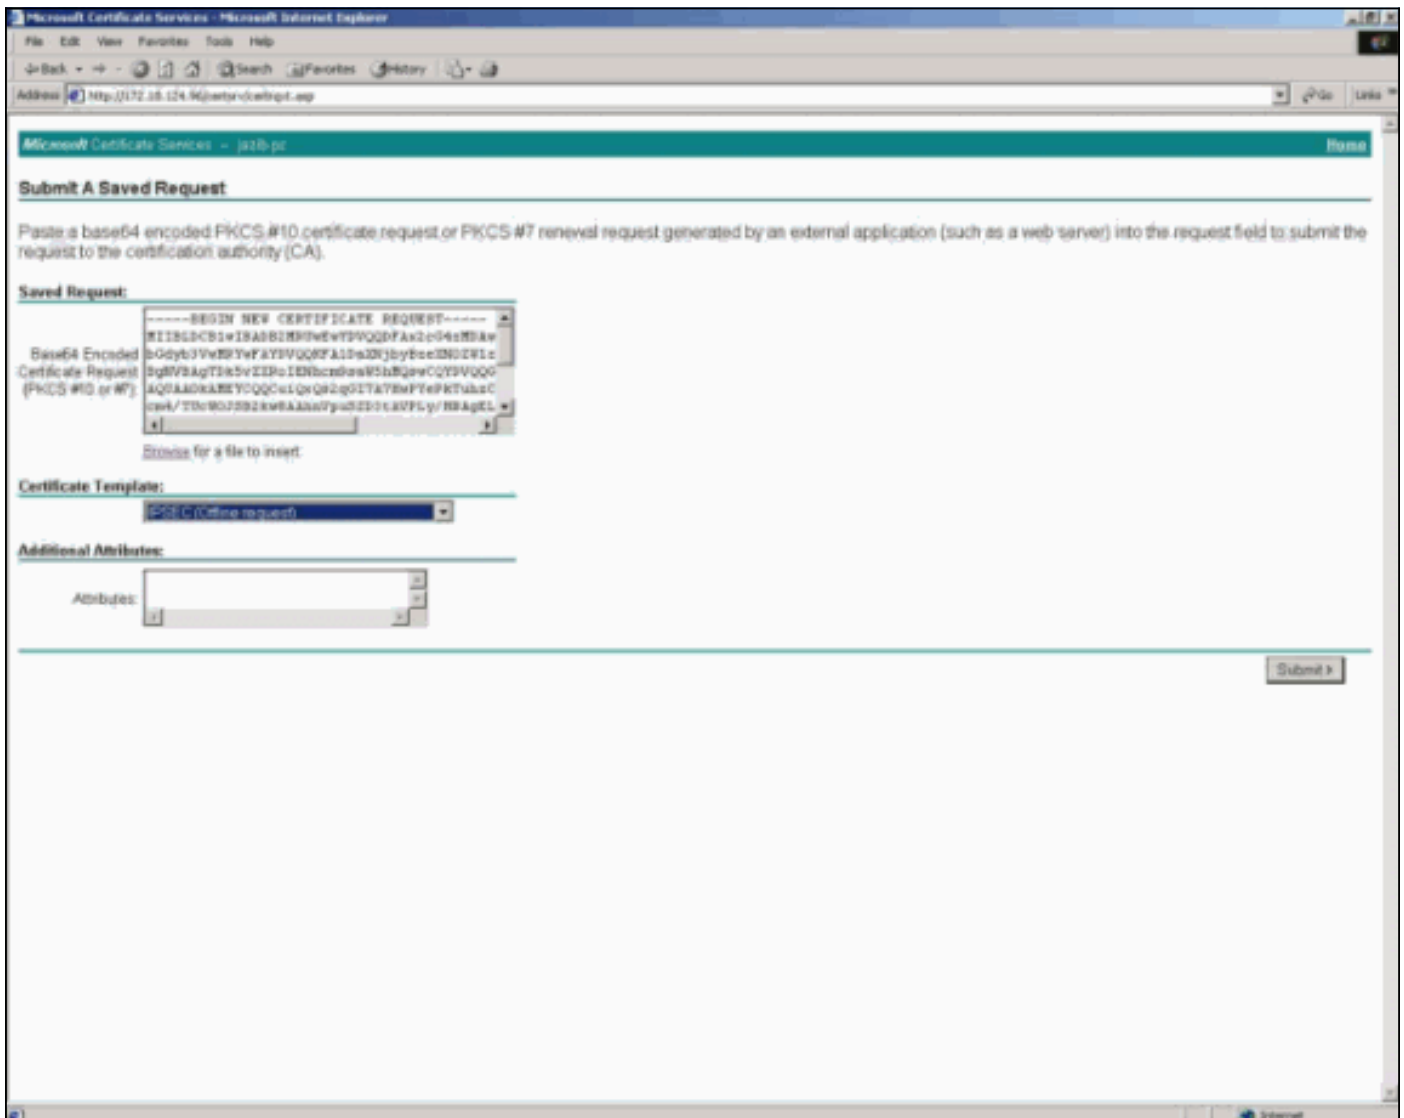 Microsoft Certificate Services - Microsoft Internet Explorer
File Edit View Favorites Tools Help
Back Search Favorites History
Address Go Links
Microsoft Certificate Services -- jazib-pc Home
Submit A Saved Request
Paste a base64 encoded PKCS #10 certificate request or PKCS #7 renewal request generated by an external application (such as a web server) into the request field to submit the
request to the certification authority (CA).
Saved Request:
-----BEGIN NEW CERTIFICATE REQUEST-----
Base64 Encoded
Certificate Request
(PKCS #10 or #7):
Browse for a file to insert.
Certificate Template:
IPSEC (Offline request)
Additional Attributes:
Attributes:
Submit >
Internet